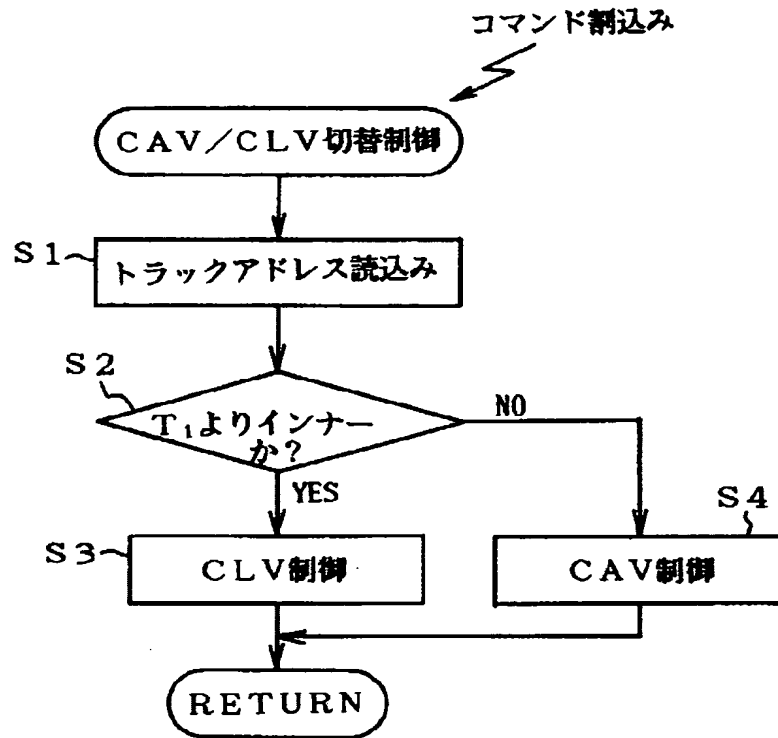 コマンド割込み
CAV/CLV切替制御
S1
トラックアドレス読込み
S2
T₁よりインナー
か?
NO
YES
S3
CLV制御
S4
CAV制御
RETURN